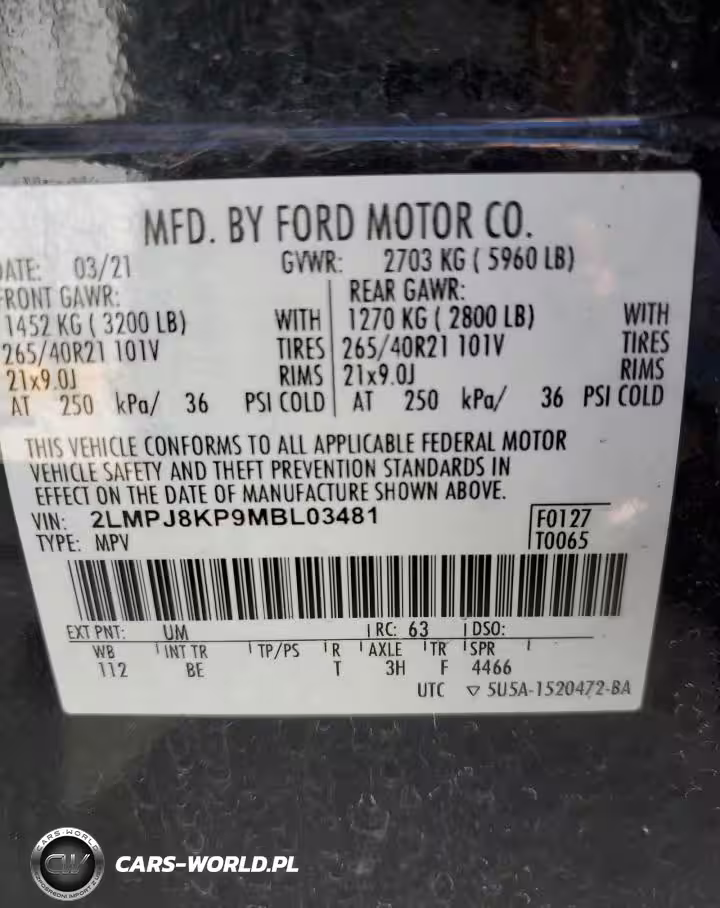 MFD. BY FORD MOTOR CO.
DATE: 03/21 GVWR: 2703 KG ( 5960 LB)
FRONT GAWR: REAR GAWR:
1452 KG ( 3200 LB) WITH 1270 KG ( 2800 LB) WITH
265/40R21 101V TIRES 265/40R21 101V TIRES
21x9.0J RIMS 21x9.0J RIMS
AT 250 kPa/ 36 PSI COLD AT 250 kPa/ 36 PSI COLD
THIS VEHICLE CONFORMS TO ALL APPLICABLE FEDERAL MOTOR
VEHICLE SAFETY AND THEFT PREVENTION STANDARDS IN
EFFECT ON THE DATE OF MANUFACTURE SHOWN ABOVE.
VIN: 2LMPJ8KP9MBL03481 F0127
TYPE: MPV T0065
EXT PNT: UM RC: 63 DSO:
WB INT TR TP/PS R AXLE TR SPR
112 BE T 3H F 4466
UTC ▽ 5U5A-1520472-BA
CARS-WORLD
CW
CARS-WORLD.PL